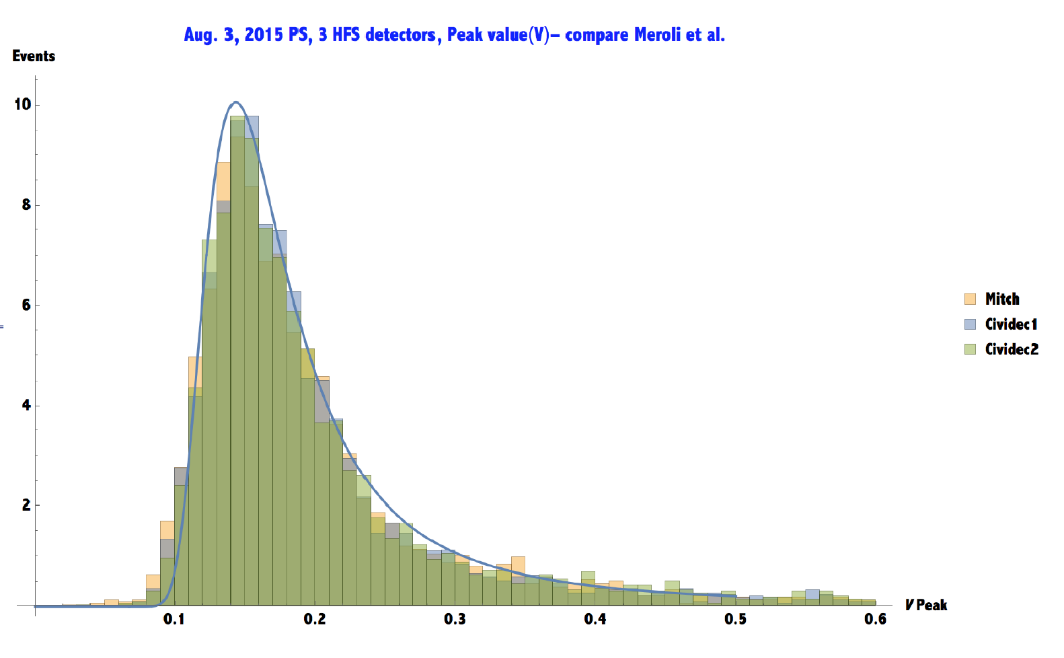 Aug. 3, 2015 PS, 3 HFS detectors, Peak value(V)– compare Meroli et al.
Events
10
8
6
4
2
0.1 0.2 0.3 0.4 0.5 0.6
V Peak
Mitch
Cividec1
Cividec2